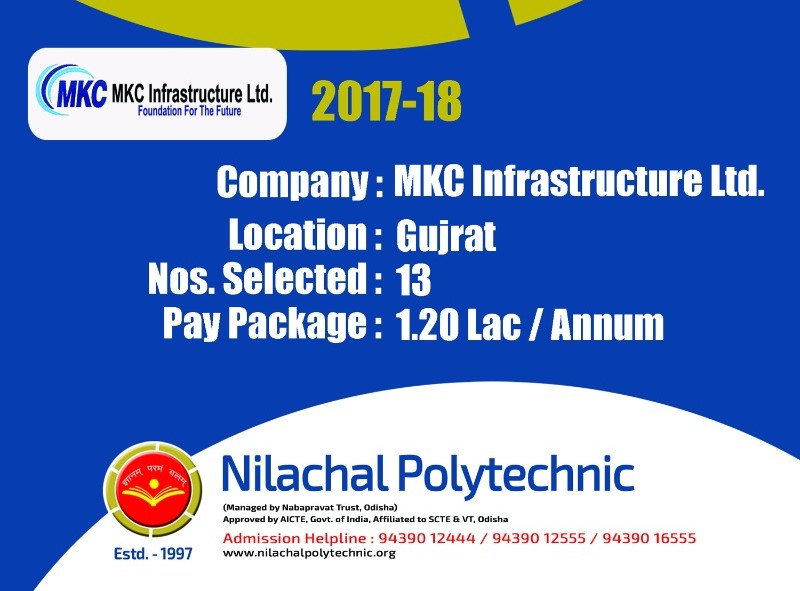 MKC MKC Infrastructure Ltd.
Foundation For The Future
2017-18
Company : MKC Infrastructure Ltd.
Location : Gujrat
Nos. Selected : 13
Pay Package : 1.20 Lac / Annum
ज्ञानम् परमं बलम्
Nilachal Polytechnic
(Managed by Nabapravat Trust, Odisha)
Approved by AICTE, Govt. of India, Affiliated to SCTE & VT, Odisha
Admission Helpline : 94390 12444 / 94390 12555 / 94390 16555
Estd. - 1997
www.nilachalpolytechnic.org